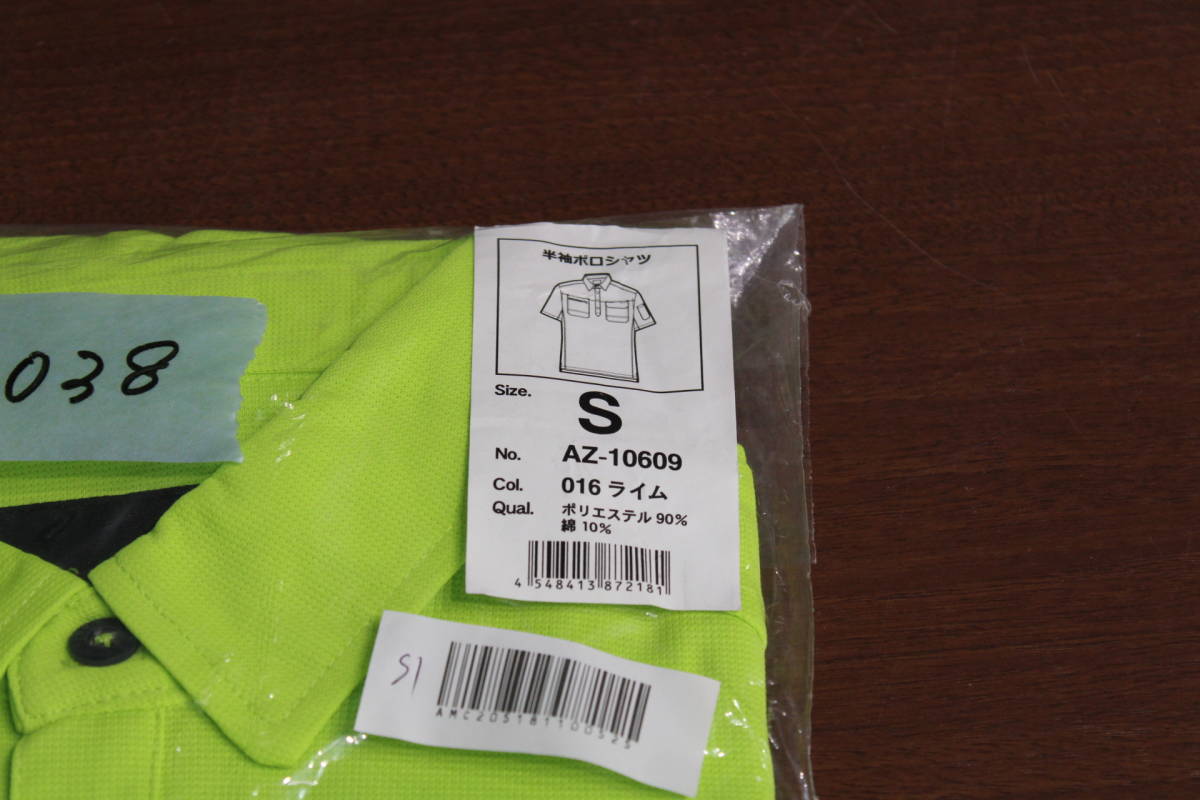 038
半袖ポロシャツ
Size. S
No. AZ-10609
Col. 016 ライム
Qual. ポリエステル 90%
綿 10%
4 548413 872181
S1
AMC205181100525